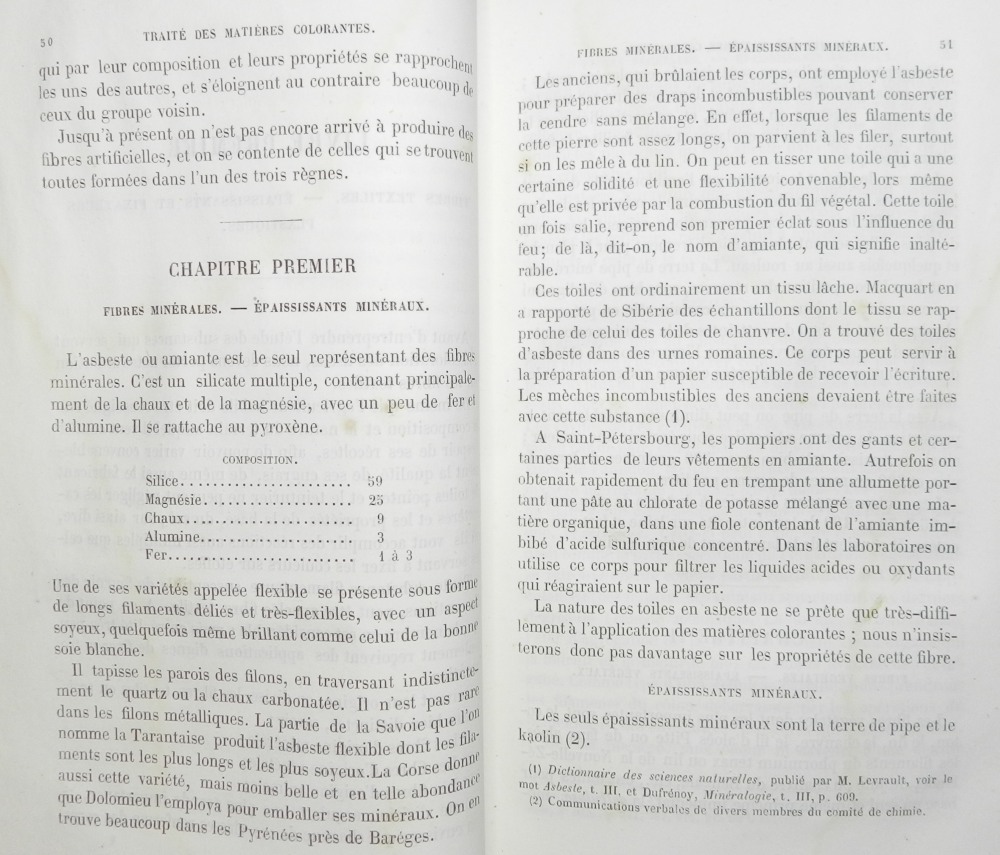 50
TRAITÉ DES MATIÈRES COLORANTES.
qui par leur composition et leurs propriétés se rapprochent
les uns des autres, et s'éloignent au contraire beaucoup de
ceux du groupe voisin.
Jusqu'à présent on n'est pas encore arrivé à produire des
fibres artificielles, et on se contente de celles qui se trouvent
toutes formées dans l'un des trois règnes.
CHAPITRE PREMIER
FIBRES MINÉRALES. — ÉPAISSISSANTS MINÉRAUX.
L'asbeste ou amiante est le seul représentant des fibres
minérales. C'est un silicate multiple, contenant principale-
ment de la chaux et de la magnésie, avec un peu de fer et
d'alumine. Il se rattache au pyroxène.
COMPOSITION.
Silice........................ 59
Magnésie..................... 25
Chaux........................ 9
Alumine...................... 3
Fer.......................... 1 à 3
Une de ses variétés appelée flexible se présente sous forme
de longs filaments déliés et très-flexibles, avec un aspect
soyeux, quelquefois même brillant comme celui de la bonne
soie blanche.
Il tapisse les parois des filons, en traversant indistincte-
ment le quartz ou la chaux carbonatée. Il n'est pas rare
dans les filons métalliques. La partie de la Savoie que l'on
nomme la Tarantaise produit l'asbeste flexible dont les fila-
ments sont les plus longs et les plus soyeux. La Corse donne
aussi cette variété, mais moins belle et en telle abondance
que Dolomieu l'employa pour emballer ses minéraux. On en
trouve beaucoup dans les Pyrénées près de Baréges.
FIBRES MINÉRALES. — ÉPAISSISSANTS MINÉRAUX.
51
Les anciens, qui brûlaient les corps, ont employé l'asbeste
pour préparer des draps incombustibles pouvant conserver
la cendre sans mélange. En effet, lorsque les filaments de
cette pierre sont assez longs, on parvient à les filer, surtout
si on les mêle à du lin. On peut en tisser une toile qui a une
certaine solidité et une flexibilité convenable, lors même
qu'elle est privée par la combustion du fil végétal. Cette toile
un fois salie, reprend son premier éclat sous l'influence du
feu; de là, dit-on, le nom d'amiante, qui signifie inalté-
rable.
Ces toiles ont ordinairement un tissu lâche. Macquart en
a rapporté de Sibérie des échantillons dont le tissu se rap-
proche de celui des toiles de chanvre. On a trouvé des toiles
d'asbeste dans des urnes romaines. Ce corps peut servir à
la préparation d'un papier susceptible de recevoir l'écriture.
Les mèches incombustibles des anciens devaient être faites
avec cette substance (1).
A Saint-Pétersbourg, les pompiers ont des gants et cer-
taines parties de leurs vêtements en amiante. Autrefois on
obtenait rapidement du feu en trempant une allumette por-
tant une pâte au chlorate de potasse mélangé avec une ma-
tière organique, dans une fiole contenant de l'amiante im-
bibé d'acide sulfurique concentré. Dans les laboratoires on
utilise ce corps pour filtrer les liquides acides ou oxydants
qui réagiraient sur le papier.
La nature des toiles en asbeste ne se prête que très-diffi-
lement à l'application des matières colorantes ; nous n'insis-
terons donc pas davantage sur les propriétés de cette fibre.
ÉPAISSISSANTS MINÉRAUX.
Les seuls épaississants minéraux sont la terre de pipe et le
kaolin (2).
(1) Dictionnaire des sciences naturelles, publié par M. Levrault, voir le
mot Asbeste, t. III, et Dufrénoy, Minéralogie, t. III, p. 609.
(2) Communications verbales de divers membres du comité de chimie.